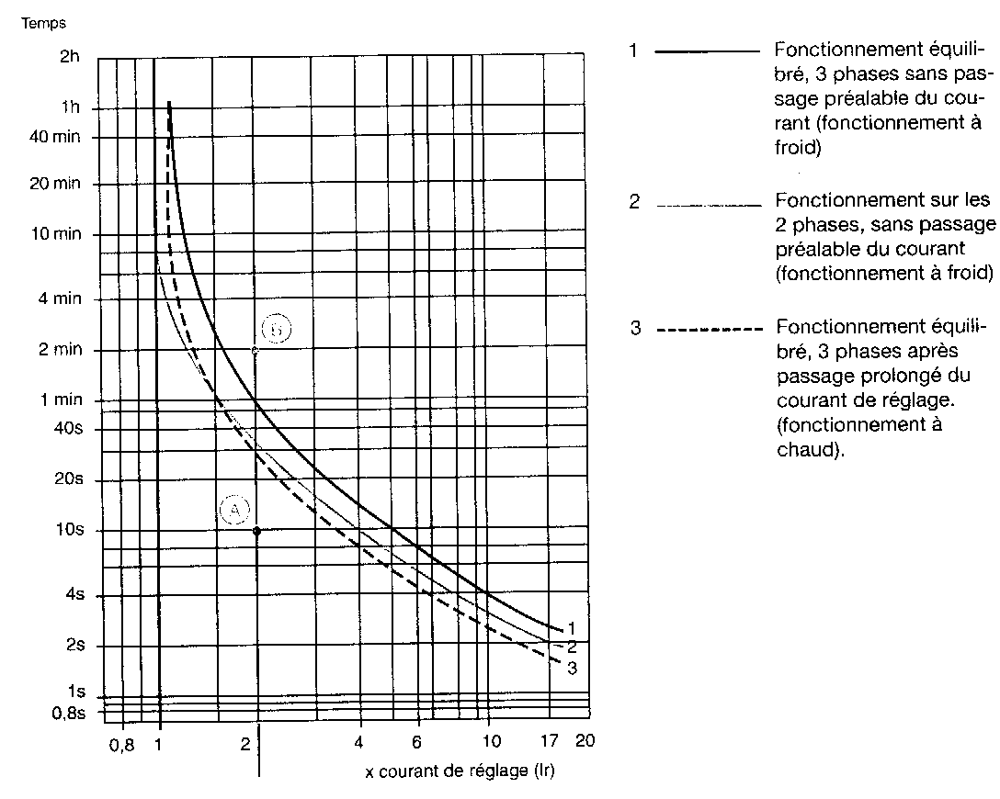 Temps
2h
1h
40 min
20 min
10 min
4 min
2 min
1 min
40s
20s
10s
4s
2s
1s
0,8s
B
A
1
2
3
0,8 1 2 4 6 10 17 20
x courant de réglage (Ir)
1 Fonctionnement équili-
bré, 3 phases sans pas-
sage préalable du cou-
rant (fonctionnement à
froid)
2 Fonctionnement sur les
2 phases, sans passage
préalable du courant
(fonctionnement à froid)
3 Fonctionnement équili-
bré, 3 phases après
passage prolongé du
courant de réglage.
(fonctionnement à
chaud).